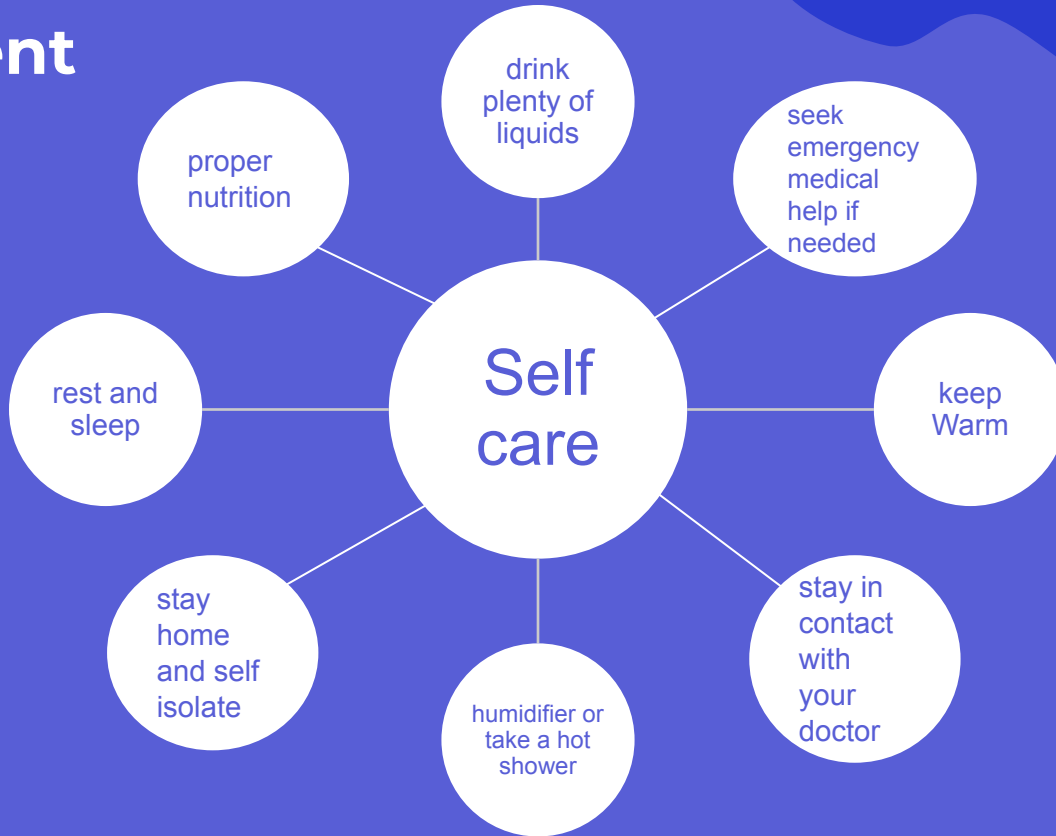 ent
drink
plenty of
liquids
seek
emergency
medical
help if
needed
proper
nutrition
Self
care
rest and
sleep
keep
Warm
stay
home
and self
isolate
stay in
contact
with
your
doctor
humidifier or
take a hot
shower